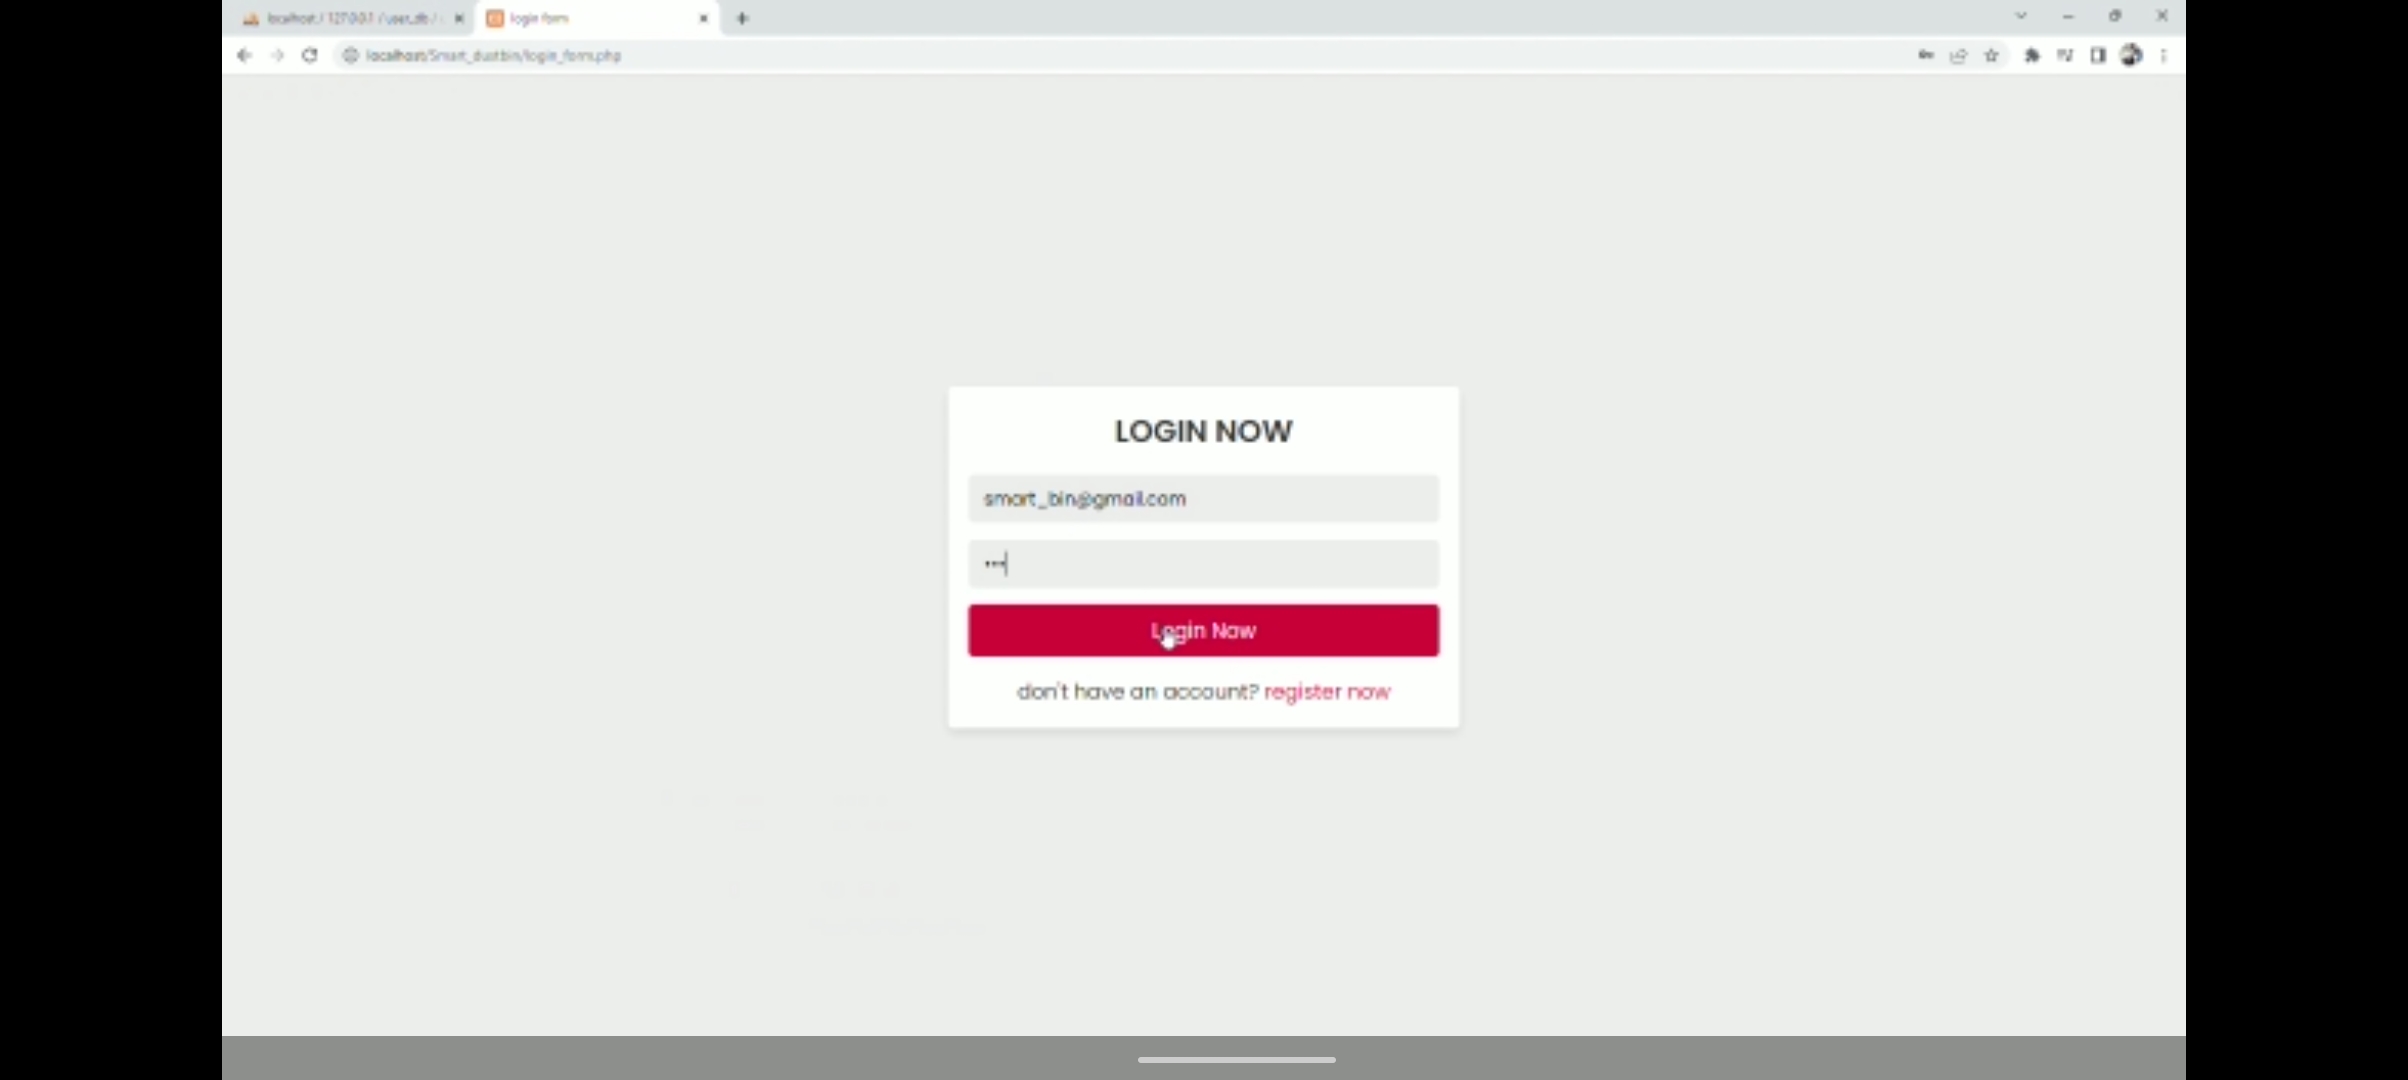 localhost / 127.0.0.1 / user_db /
login form
localhost/Smart_dustbin/login_form.php
LOGIN NOW
smart_bin@gmail.com
Login Now
don't have an account? register now